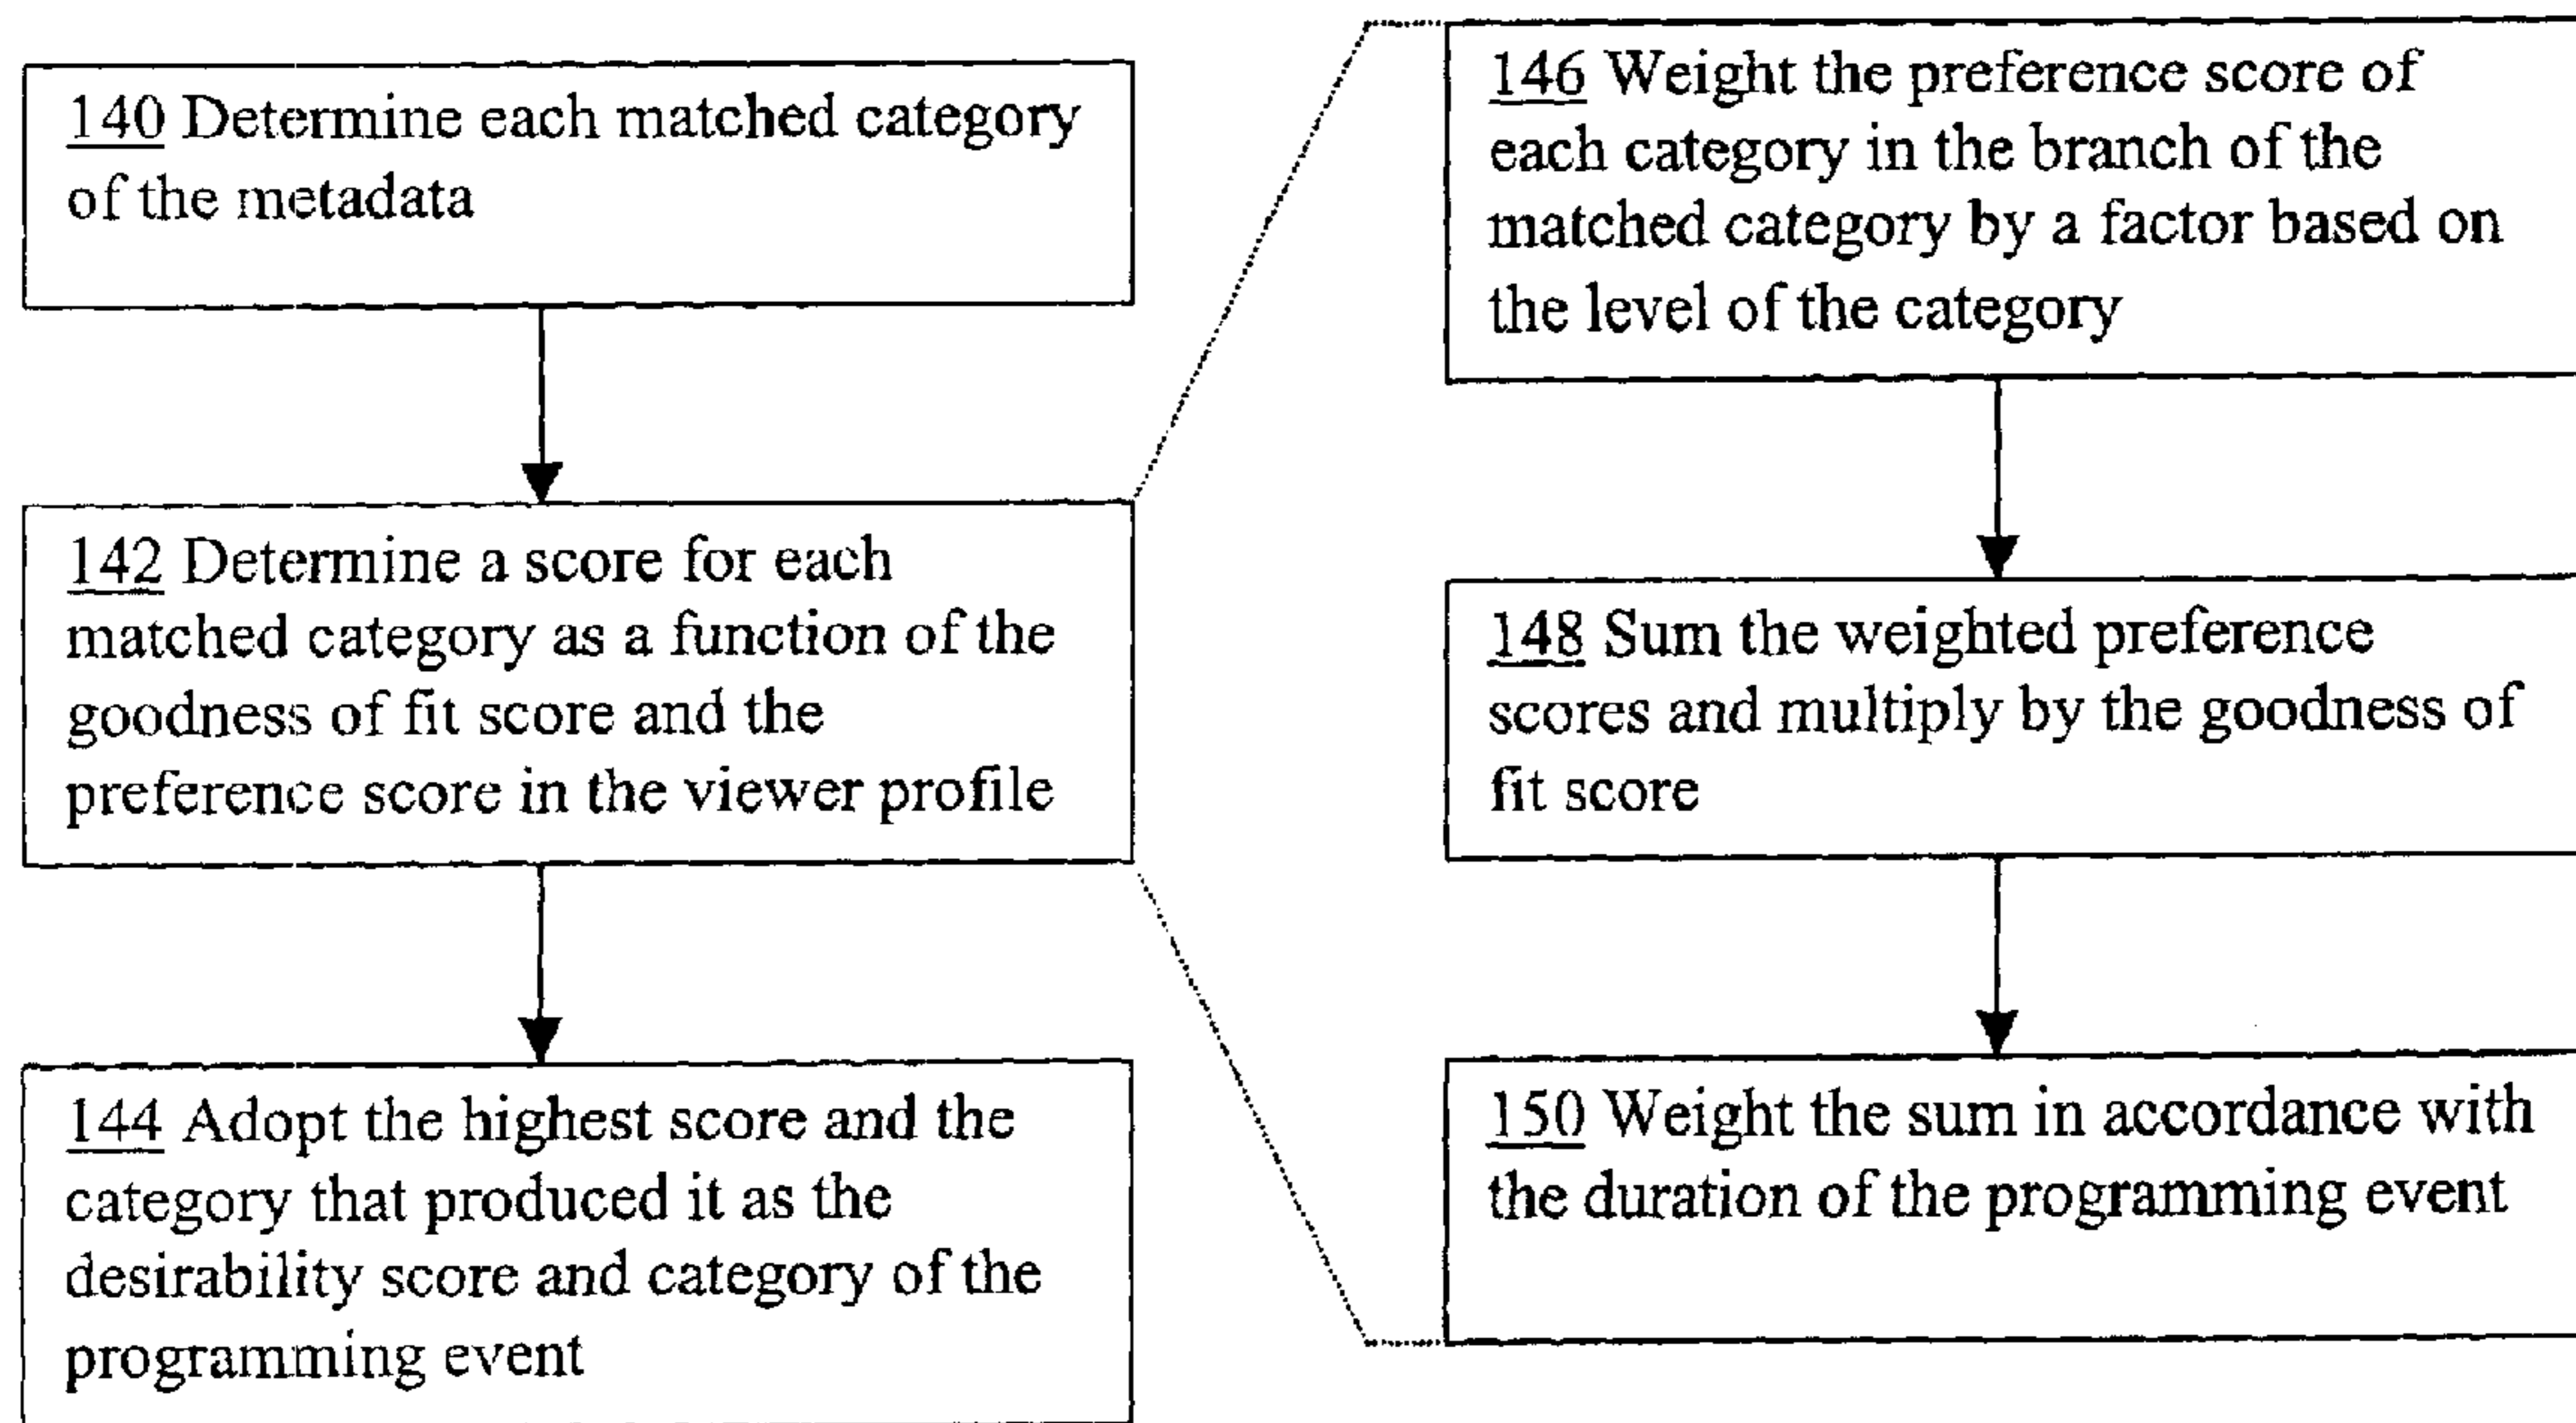 140 Determine each matched category
of the metadata
142 Determine a score for each
matched category as a function of the
goodness of fit score and the
preference score in the viewer profile
144 Adopt the highest score and the
category that produced it as the
desirability score and category of the
programming event
146 Weight the preference score of
each category in the branch of the
matched category by a factor based on
the level of the category
148 Sum the weighted preference
scores and multiply by the goodness of
fit score
150 Weight the sum in accordance with
the duration of the programming event